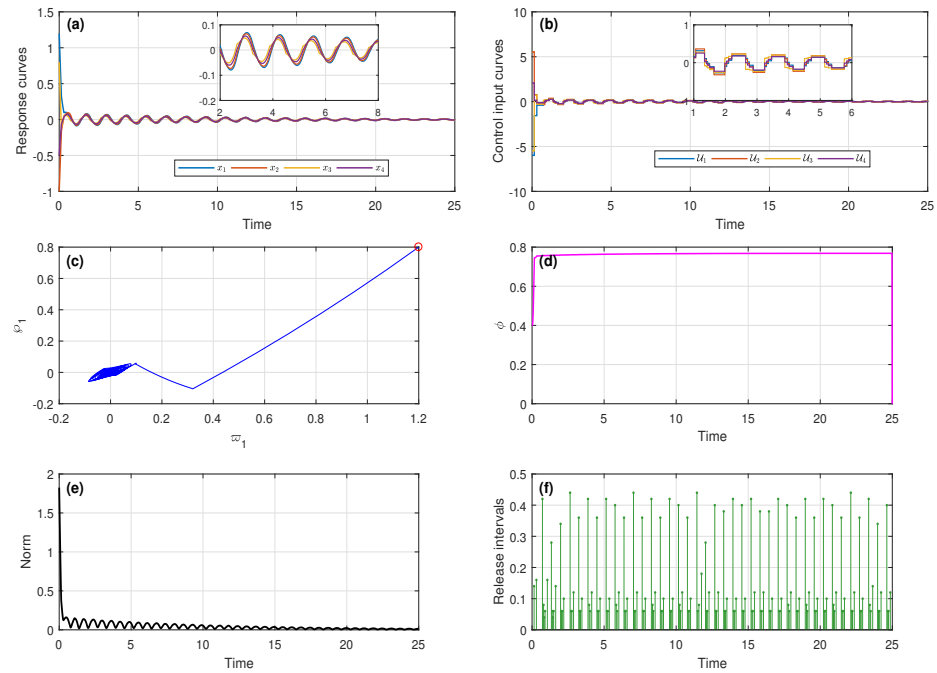 (a)
Response curves
1
0.5
0
-0.5
-1
0 5 10 15 20 25
Time
0.1
0
-0.1
-0.2
2 4 6 8
x₁ x₂ x₃ x₄
(b)
Control input curves
10
5
0
-5
-10
0 5 10 15 20 25
Time
1
0
1
1 2 3 4 5 6
𝒰₁ 𝒰₂ 𝒰₃ 𝒰₄
(c)
℘₁
0.8
0.6
0.4
0.2
0
-0.2
-0.2 0 0.2 0.4 0.6 0.8 1 1.2
ϖ₁
(d)
ϕ
0.8
0.6
0.4
0.2
0
0 5 10 15 20 25
Time
(e)
Norm
2
1.5
1
0.5
0
0 5 10 15 20 25
Time
(f)
Release intervals
0.5
0.4
0.3
0.2
0.1
0
0 5 10 15 20 25
Time